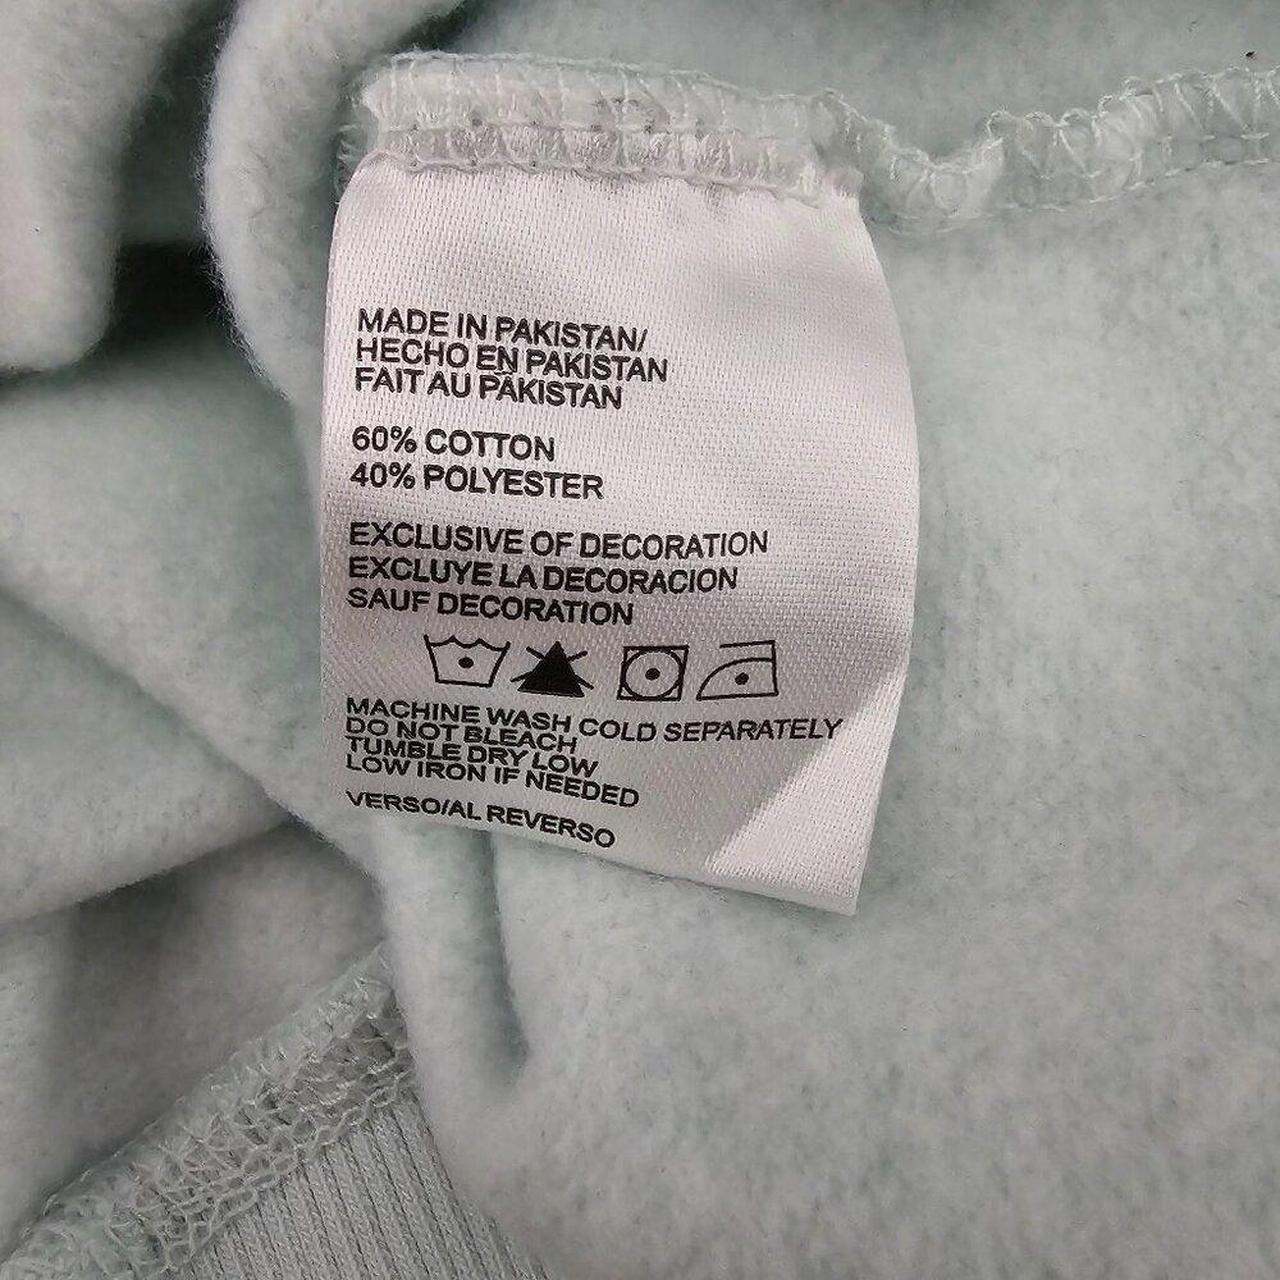 MADE IN PAKISTAN/
HECHO EN PAKISTAN
FAIT AU PÃKISTAN
60% COTTON
40% POLYESTER
EXCLUSIVE OF DECORATION
EXCLUYE LA DECORACION
SAUF DECORATION
MACHINE WASH COLD SEPARATELY
DO NOT BLEACH
TUMBLE DRY LOW
LOW IRON IF NEEDED
VERSO/AL REVERSO